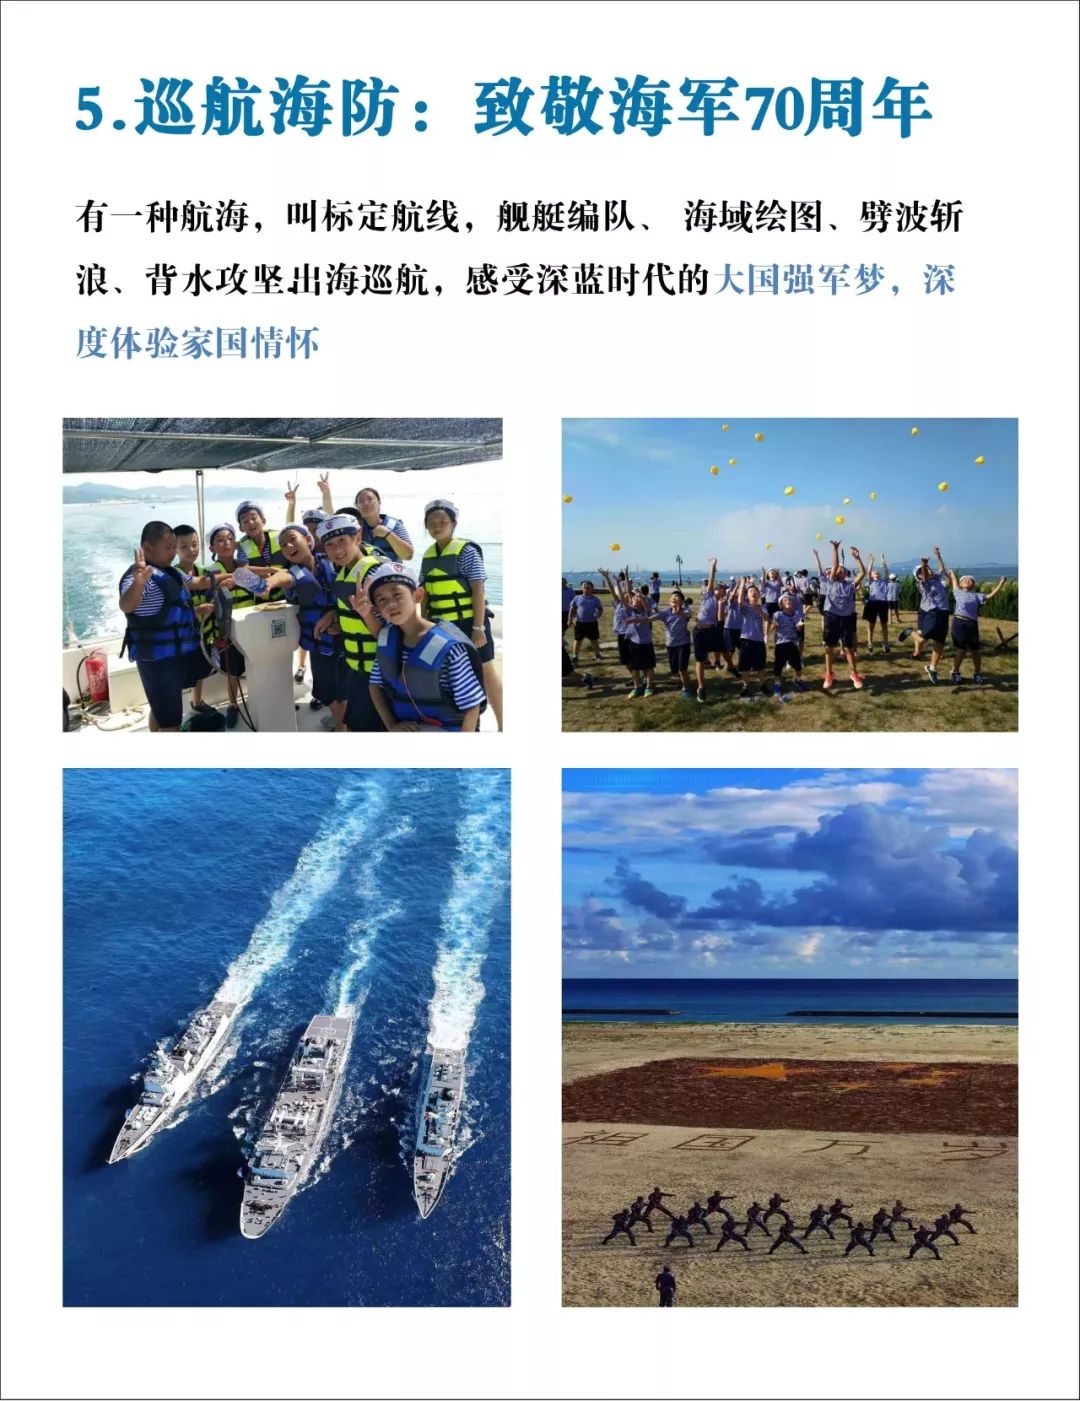 5.巡航海防：致敬海军70周年
有一种航海，叫标定航线，舰艇编队、 海域绘图、劈波斩
浪、背水攻坚出海巡航，感受深蓝时代的大国强军梦，深
度体验家国情怀
祖国万岁